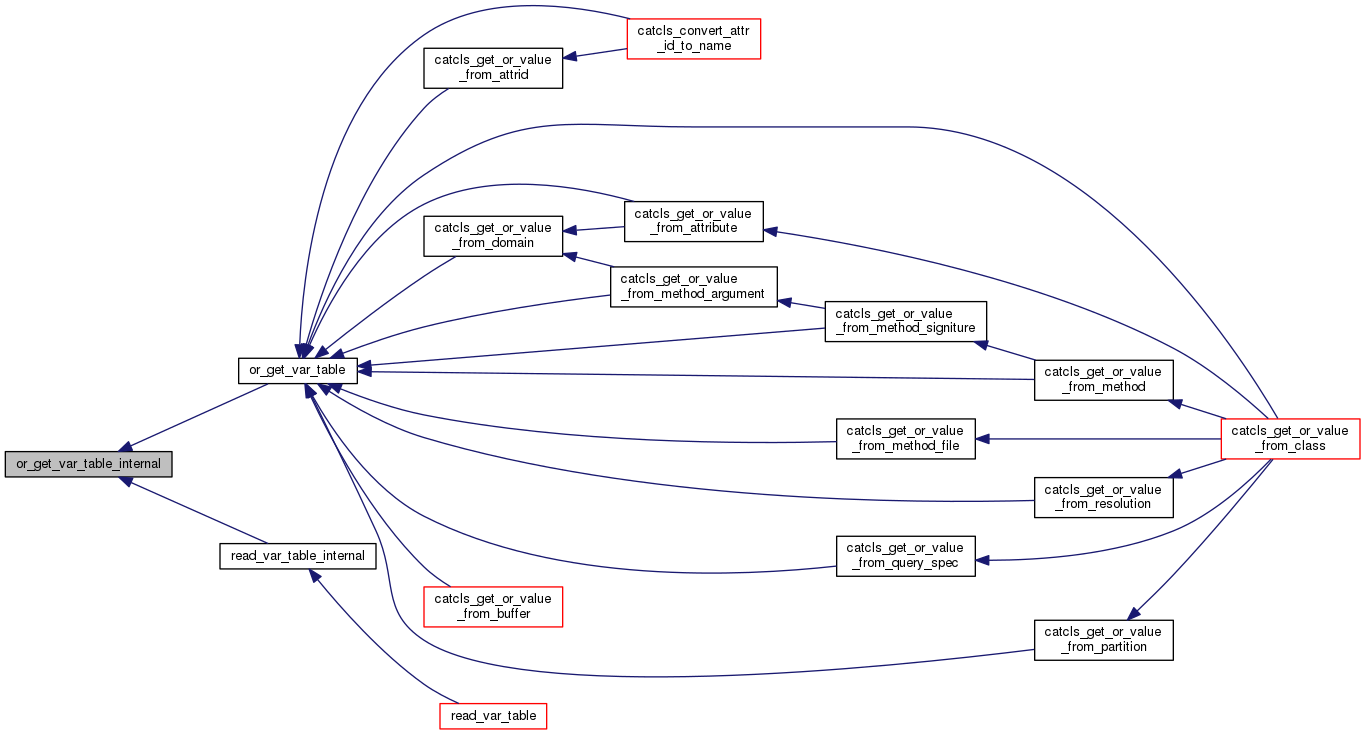 catcls_convert_attr
_id_to_name
catcls_get_or_value
_from_attrid
catcls_get_or_value
_from_attribute
catcls_get_or_value
_from_domain
catcls_get_or_value
_from_method_argument
catcls_get_or_value
_from_method_signiture
or_get_var_table
catcls_get_or_value
_from_method
catcls_get_or_value
_from_method_file
catcls_get_or_value
_from_class
or_get_var_table_internal
catcls_get_or_value
_from_resolution
read_var_table_internal
catcls_get_or_value
_from_query_spec
catcls_get_or_value
_from_buffer
catcls_get_or_value
_from_partition
read_var_table